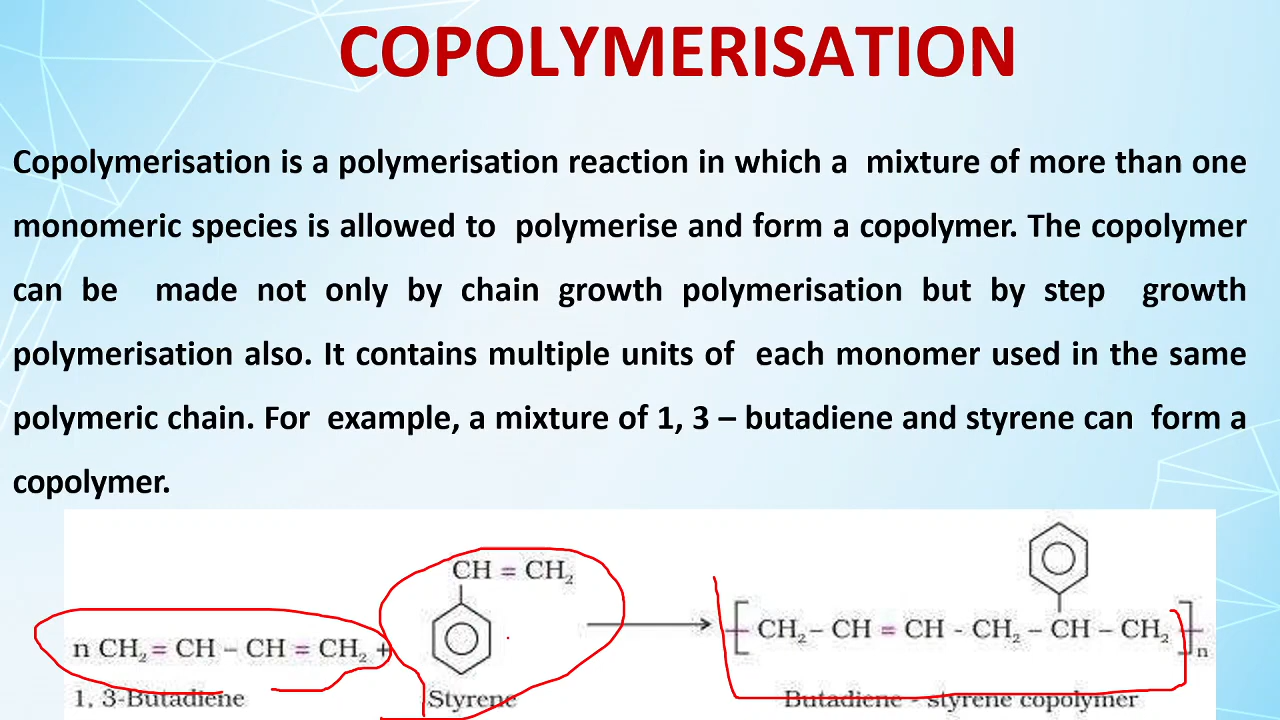 COPOLYMERISATION
Copolymerisation is a polymerisation reaction in which a mixture of more than one
monomeric species is allowed to polymerise and form a copolymer. The copolymer
can be made not only by chain growth polymerisation but by step growth
polymerisation also. It contains multiple units of each monomer used in the same
polymeric chain. For example, a mixture of 1, 3 – butadiene and styrene can form a
copolymer.
CH = CH₂
n CH₂ = CH – CH = CH₂ +
[ CH₂ – CH = CH - CH₂ – CH – CH₂ ]n
1, 3-Butadiene
Styrene
Butadiene - styrene copolymer